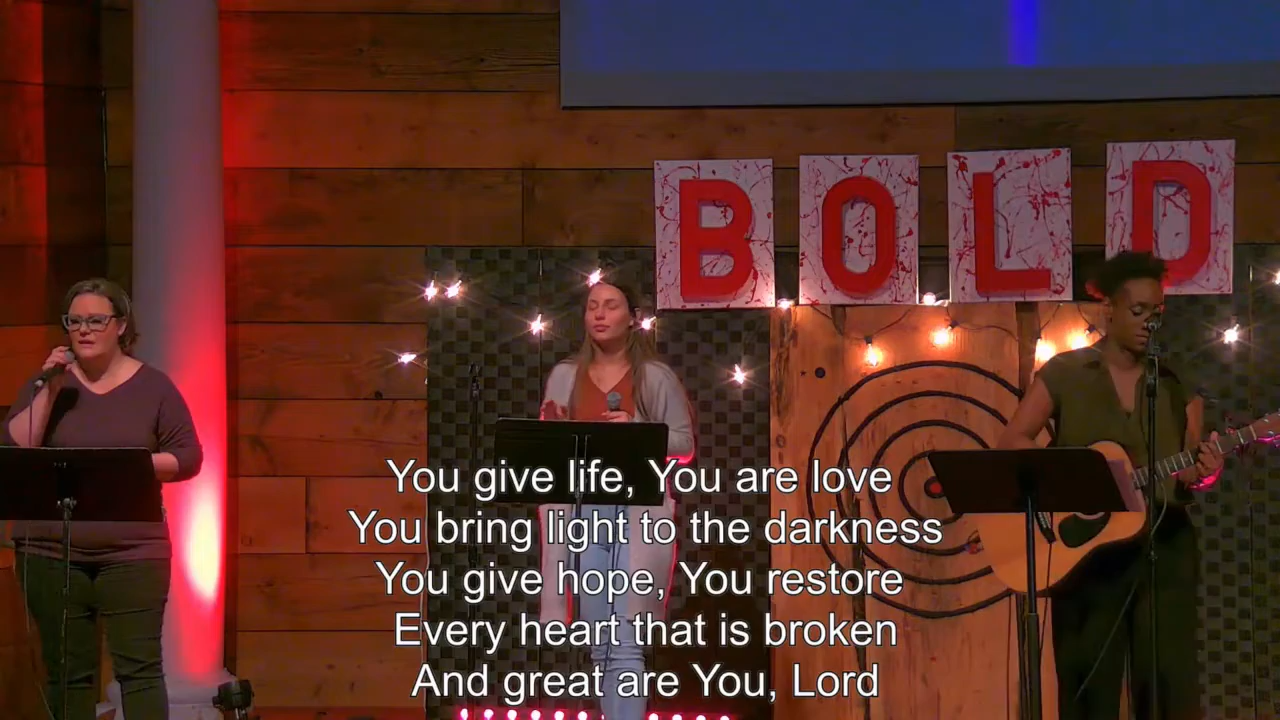 BOLD
You give life, You are love
You bring light to the darkness
You give hope, You restore
Every heart that is broken
And great are You, Lord